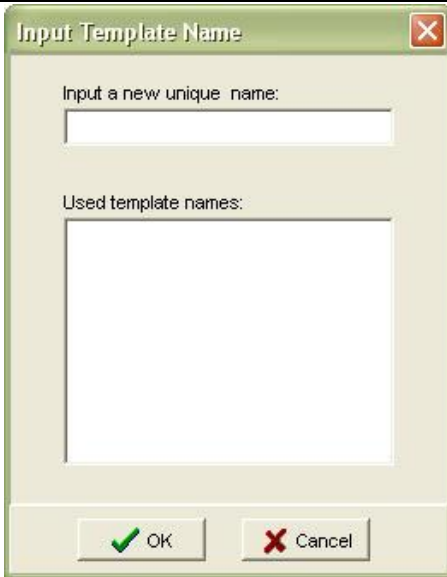 Input Template Name
Input a new unique name:
Used template names:
OK
Cancel